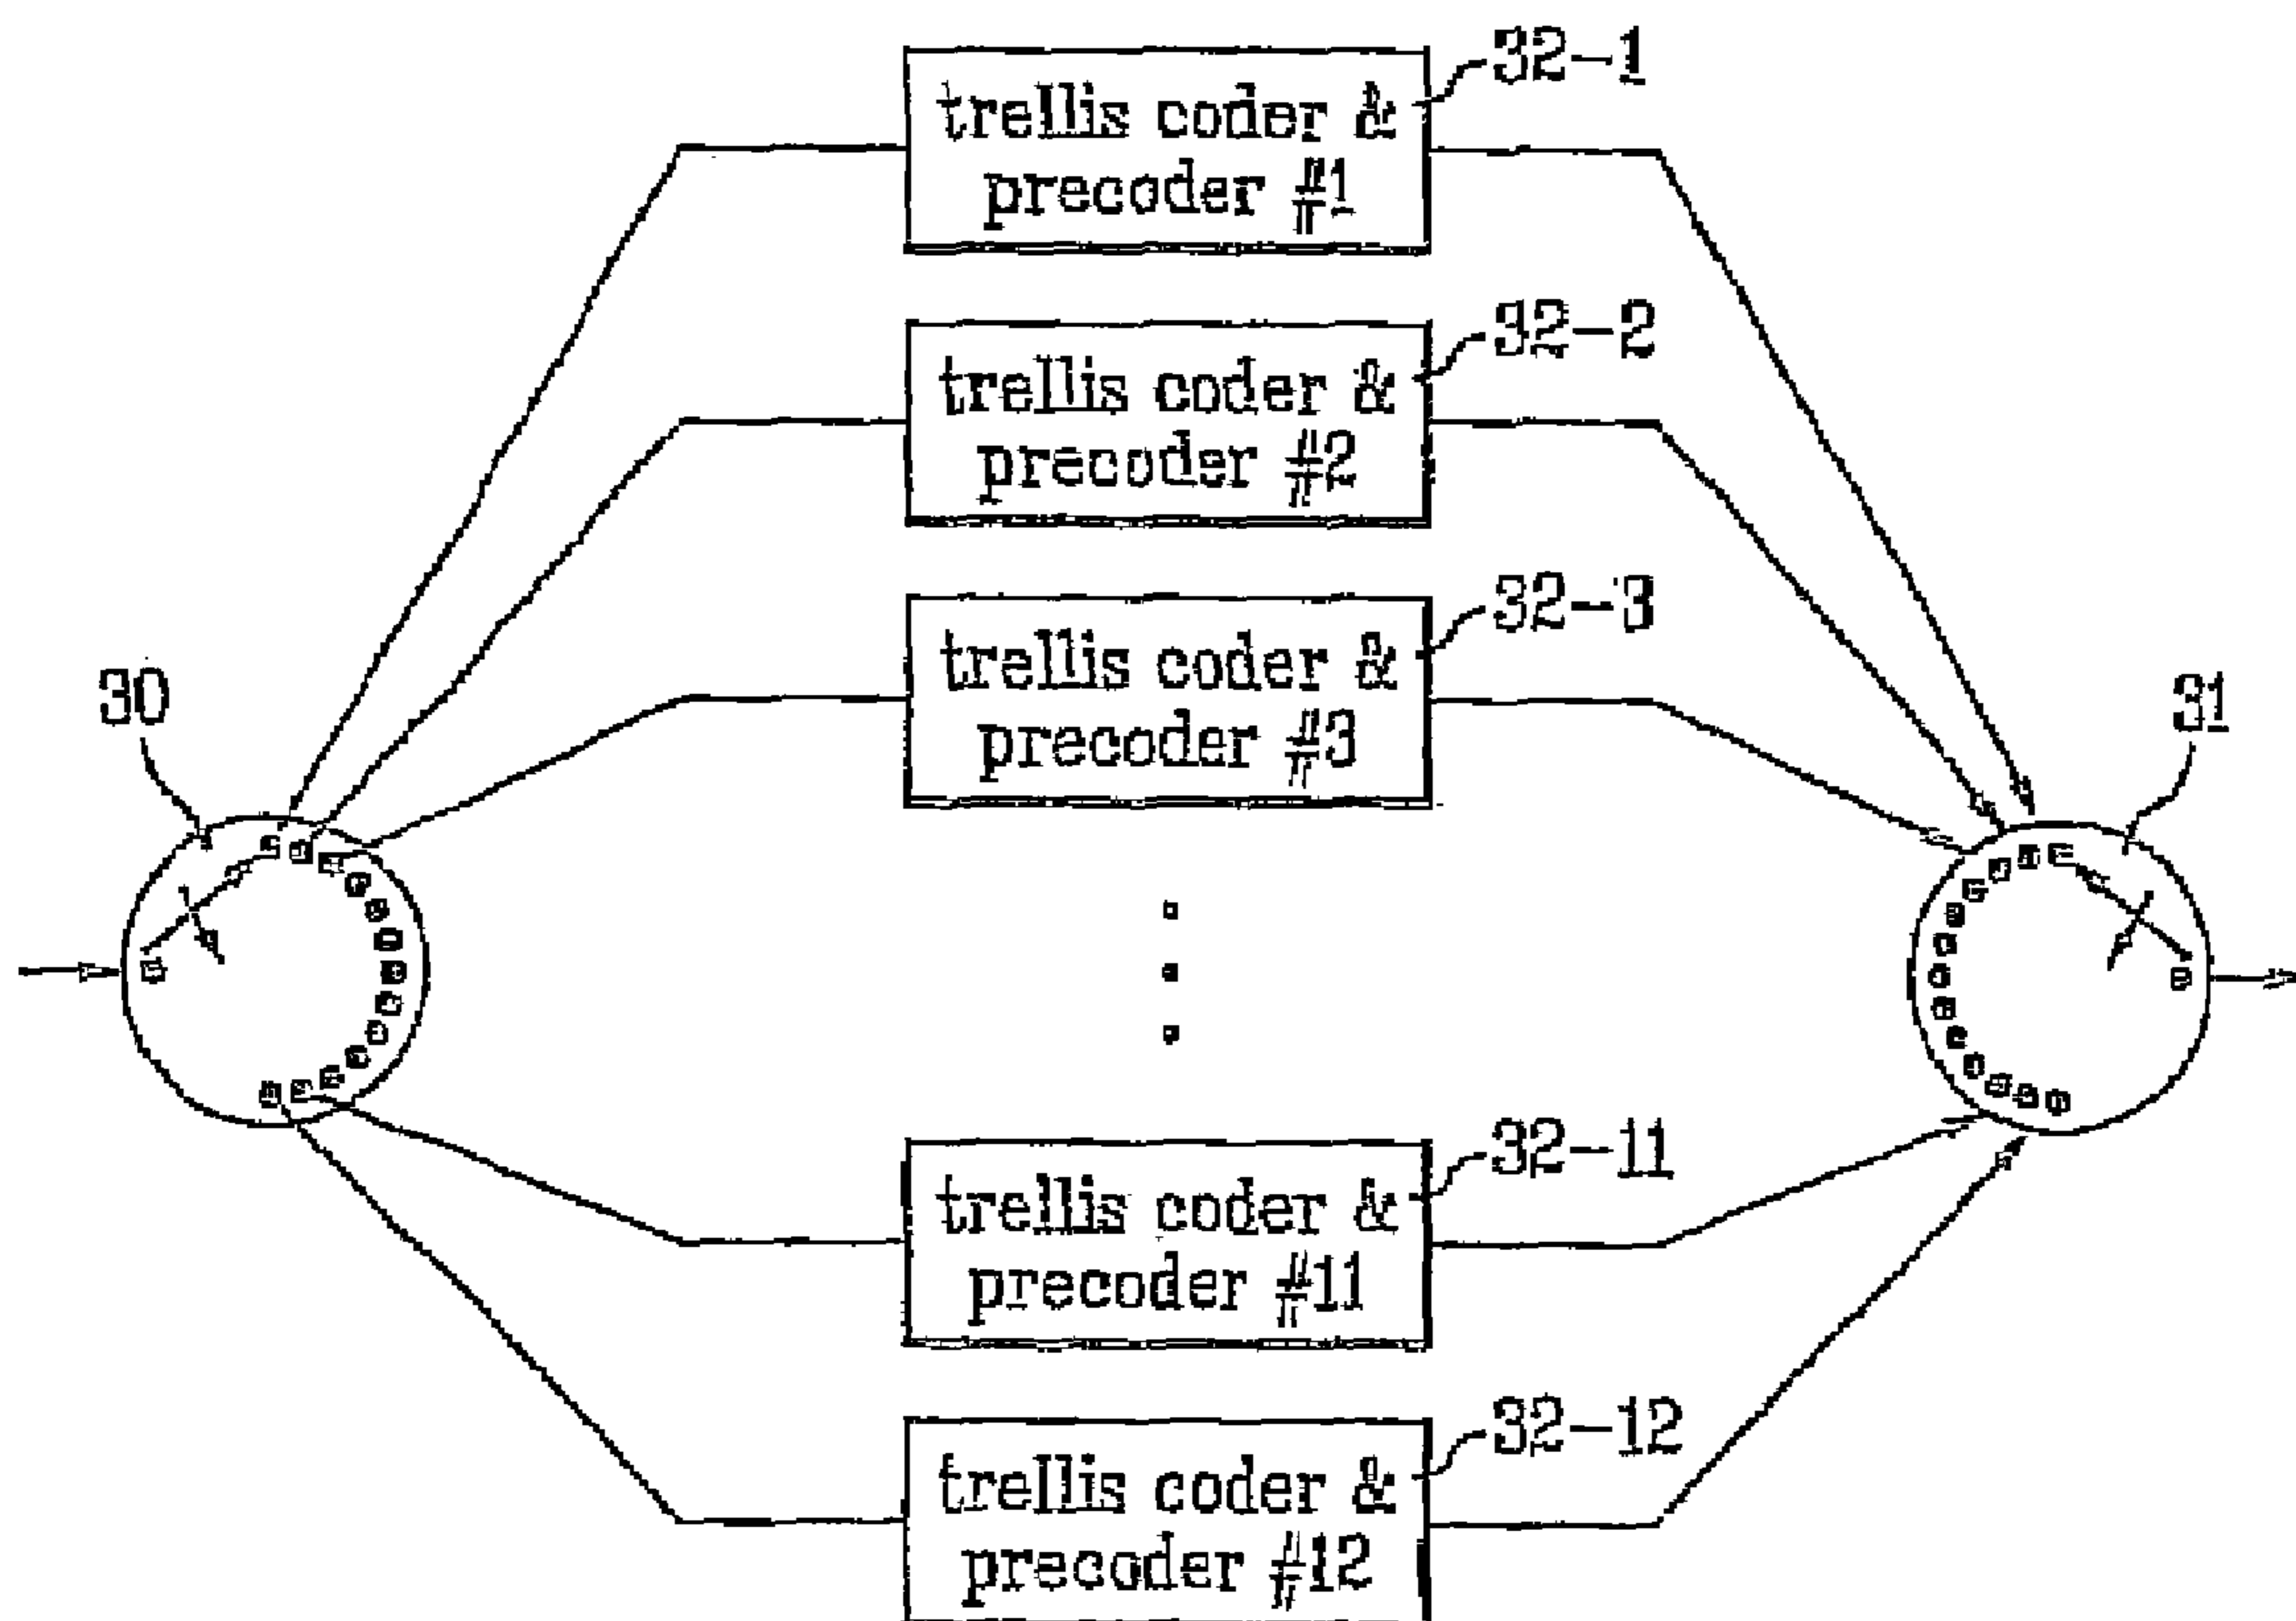 32-1
trellis coder &
precoder #1
32-2
trellis coder &
precoder #2
32-3
trellis coder &
precoder #3
30
31
32-11
trellis coder &
precoder #11
32-12
trellis coder &
precoder #12